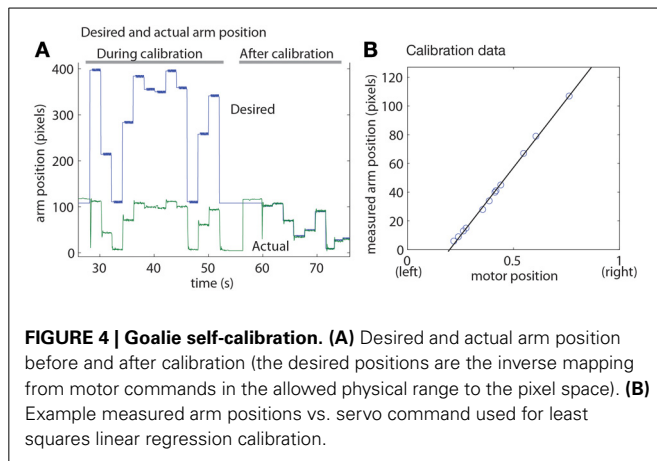 Desired and actual arm position
A
During calibration
After calibration
400
300
200
100
0
arm position (pixels)
Desired
Actual
30
40
50
60
70
time (s)
B
Calibration data
120
100
80
60
40
20
0
measured arm position (pixels)
0
0.5
1
(left)
motor position
(right)
FIGURE 4 | Goalie self-calibration. (A) Desired and actual arm position
before and after calibration (the desired positions are the inverse mapping
from motor commands in the allowed physical range to the pixel space). (B)
Example measured arm positions vs. servo command used for least
squares linear regression calibration.